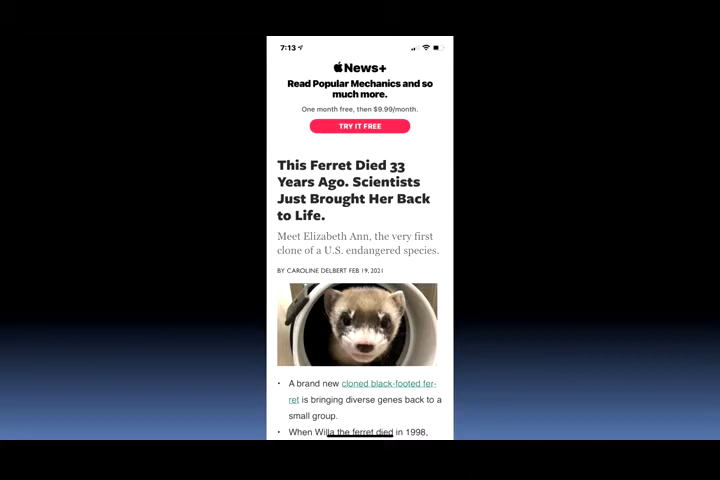 7:13
News+
Read Popular Mechanics and so
much more.
One month free, then $9.99/month.
TRY IT FREE
This Ferret Died 33
Years Ago. Scientists
Just Brought Her Back
to Life.
Meet Elizabeth Ann, the very first
clone of a U.S. endangered species.
BY CAROLINE DELBERT FEB 19, 2021
• A brand new cloned black-footed fer-
ret is bringing diverse genes back to a
small group.
• When Willa the ferret died in 1998,